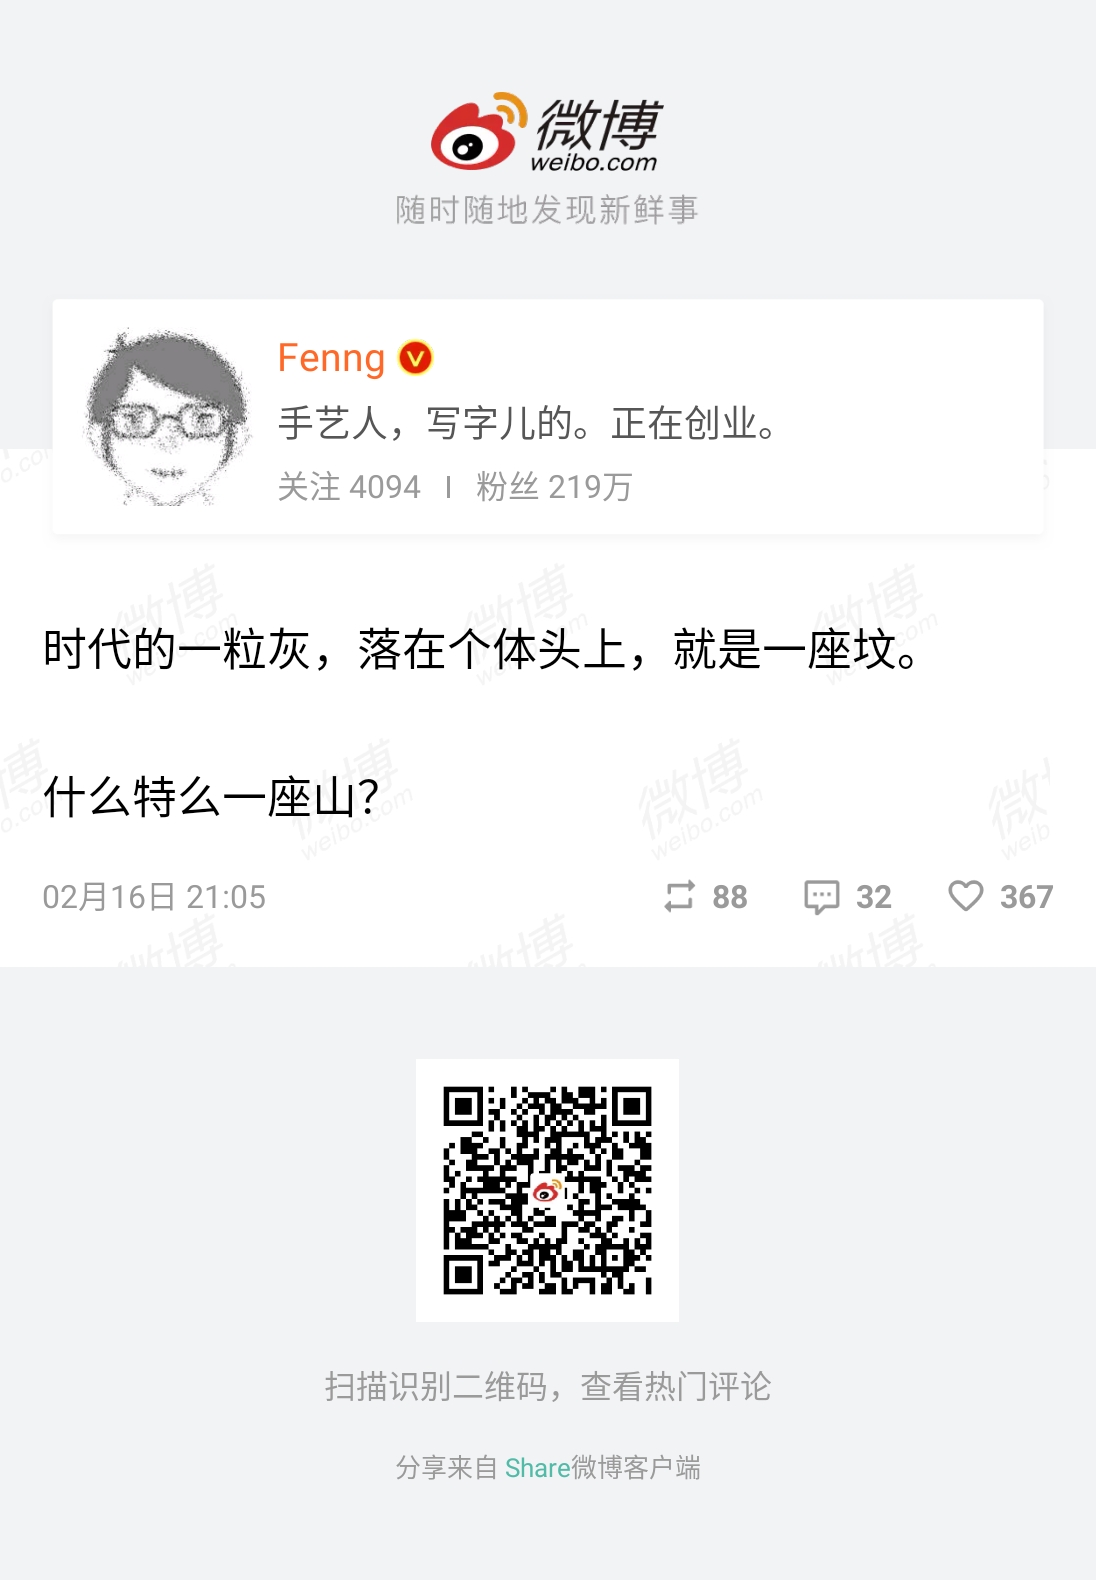 微博
weibo.com
随时随地发现新鲜事
Fenng
手艺人，写字儿的。正在创业。
关注 4094 | 粉丝 219万
时代的一粒灰，落在个体头上，就是一座坟。
什么特么一座山？
02月16日 21:05 88 32 367
扫描识别二维码，查看热门评论
分享来自 Share微博客户端